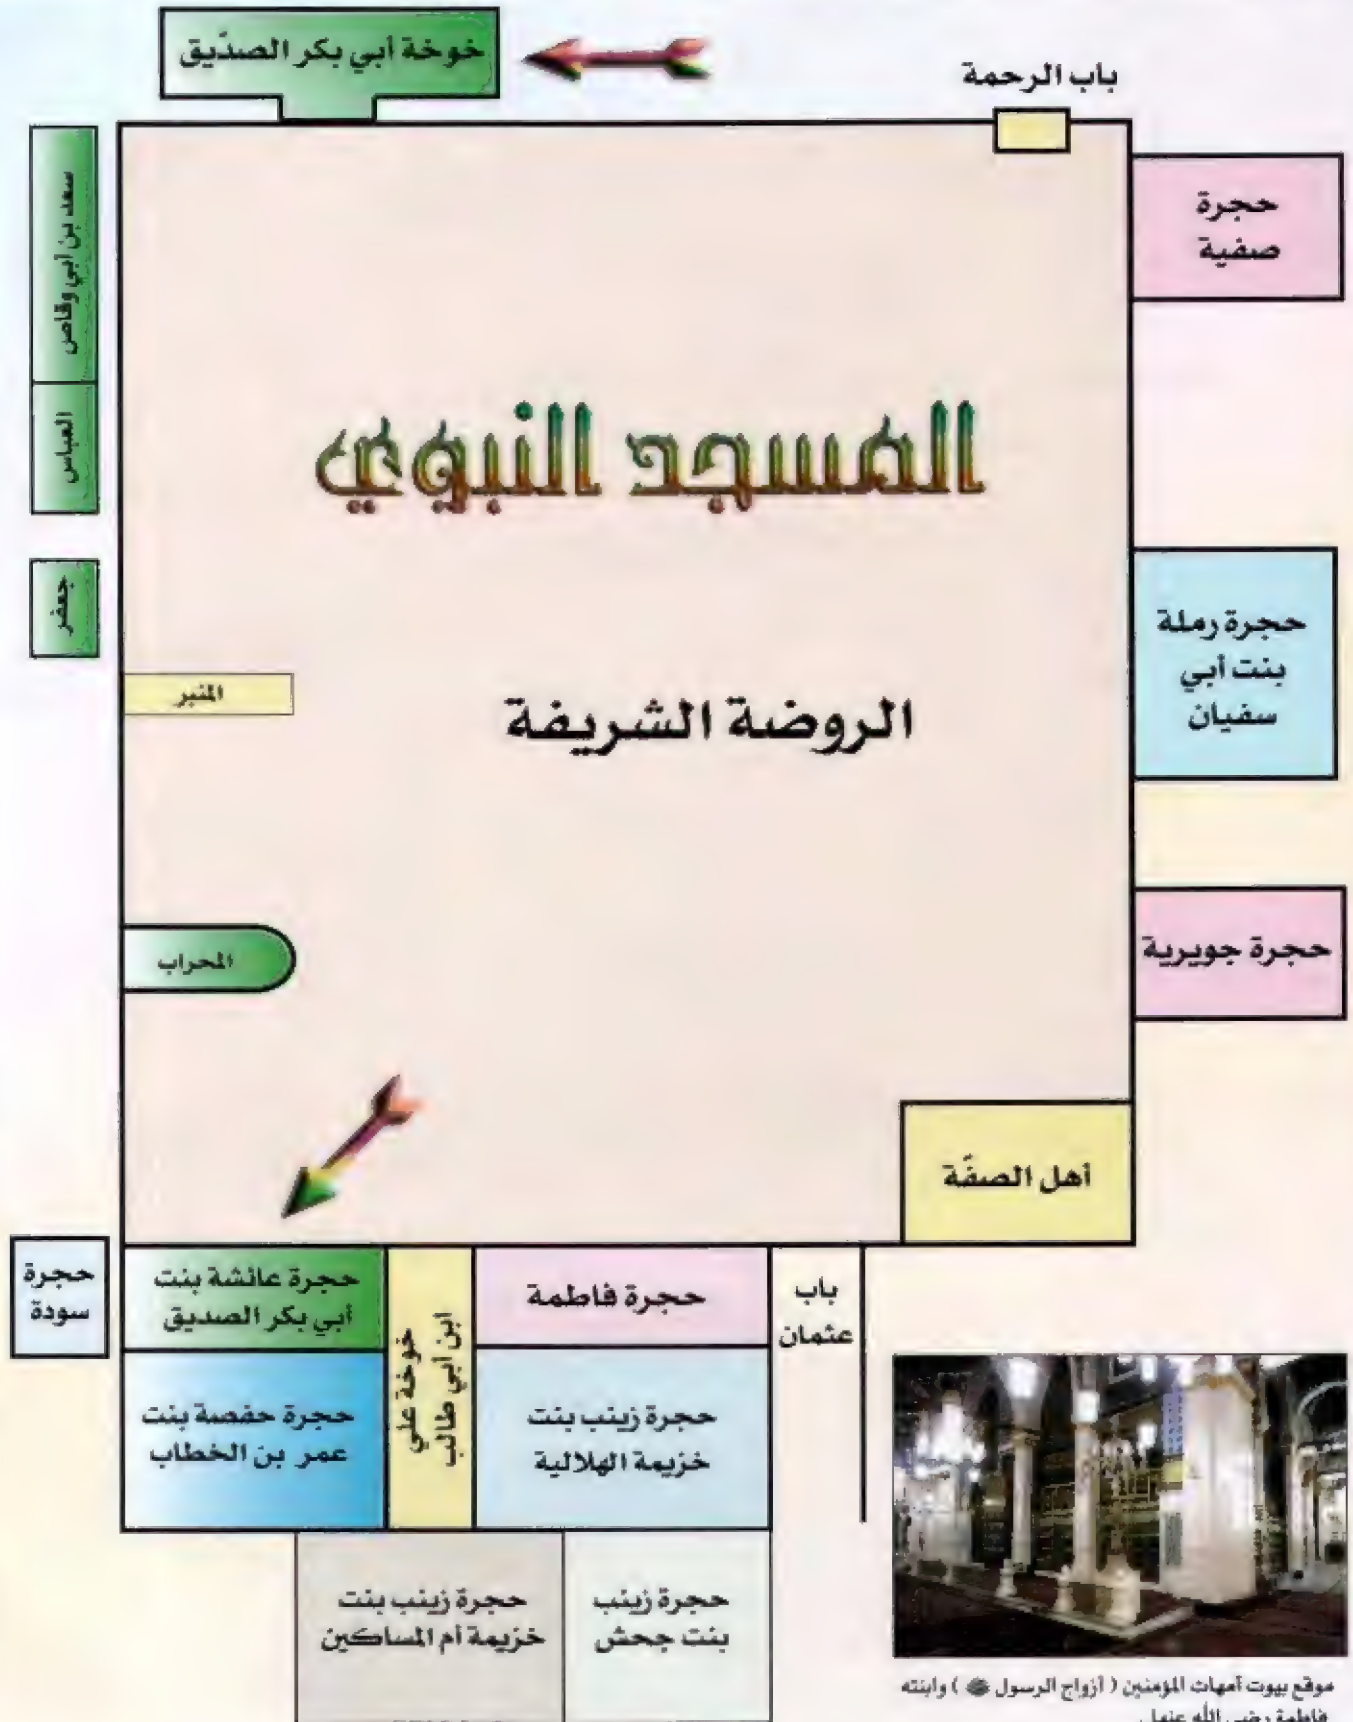 خوخة أبي بكر الصدّيق
باب الرحمة
سعد بن أبي وقاص
العباس
جعفر
حجرة
صفية
المسجد النبوي
حجرة رملة
بنت أبي
سفيان
الروضة الشريفة
المنبر
حجرة جويرية
المحراب
أهل الصفّة
باب
عثمان
حجرة فاطمة
خوخة علي
ابن أبي طالب
حجرة عائشة بنت
أبي بكر الصديق
حجرة
سودة
حجرة زينب بنت
خزيمة الهلالية
حجرة حفصة بنت
عمر بن الخطاب
حجرة زينب
بنت جحش
حجرة زينب بنت
خزيمة أم المساكين
موقع بيوت أمهات المؤمنين ( أزواج الرسول ﷺ ) وابنته
فاطمة رضي الله عنها